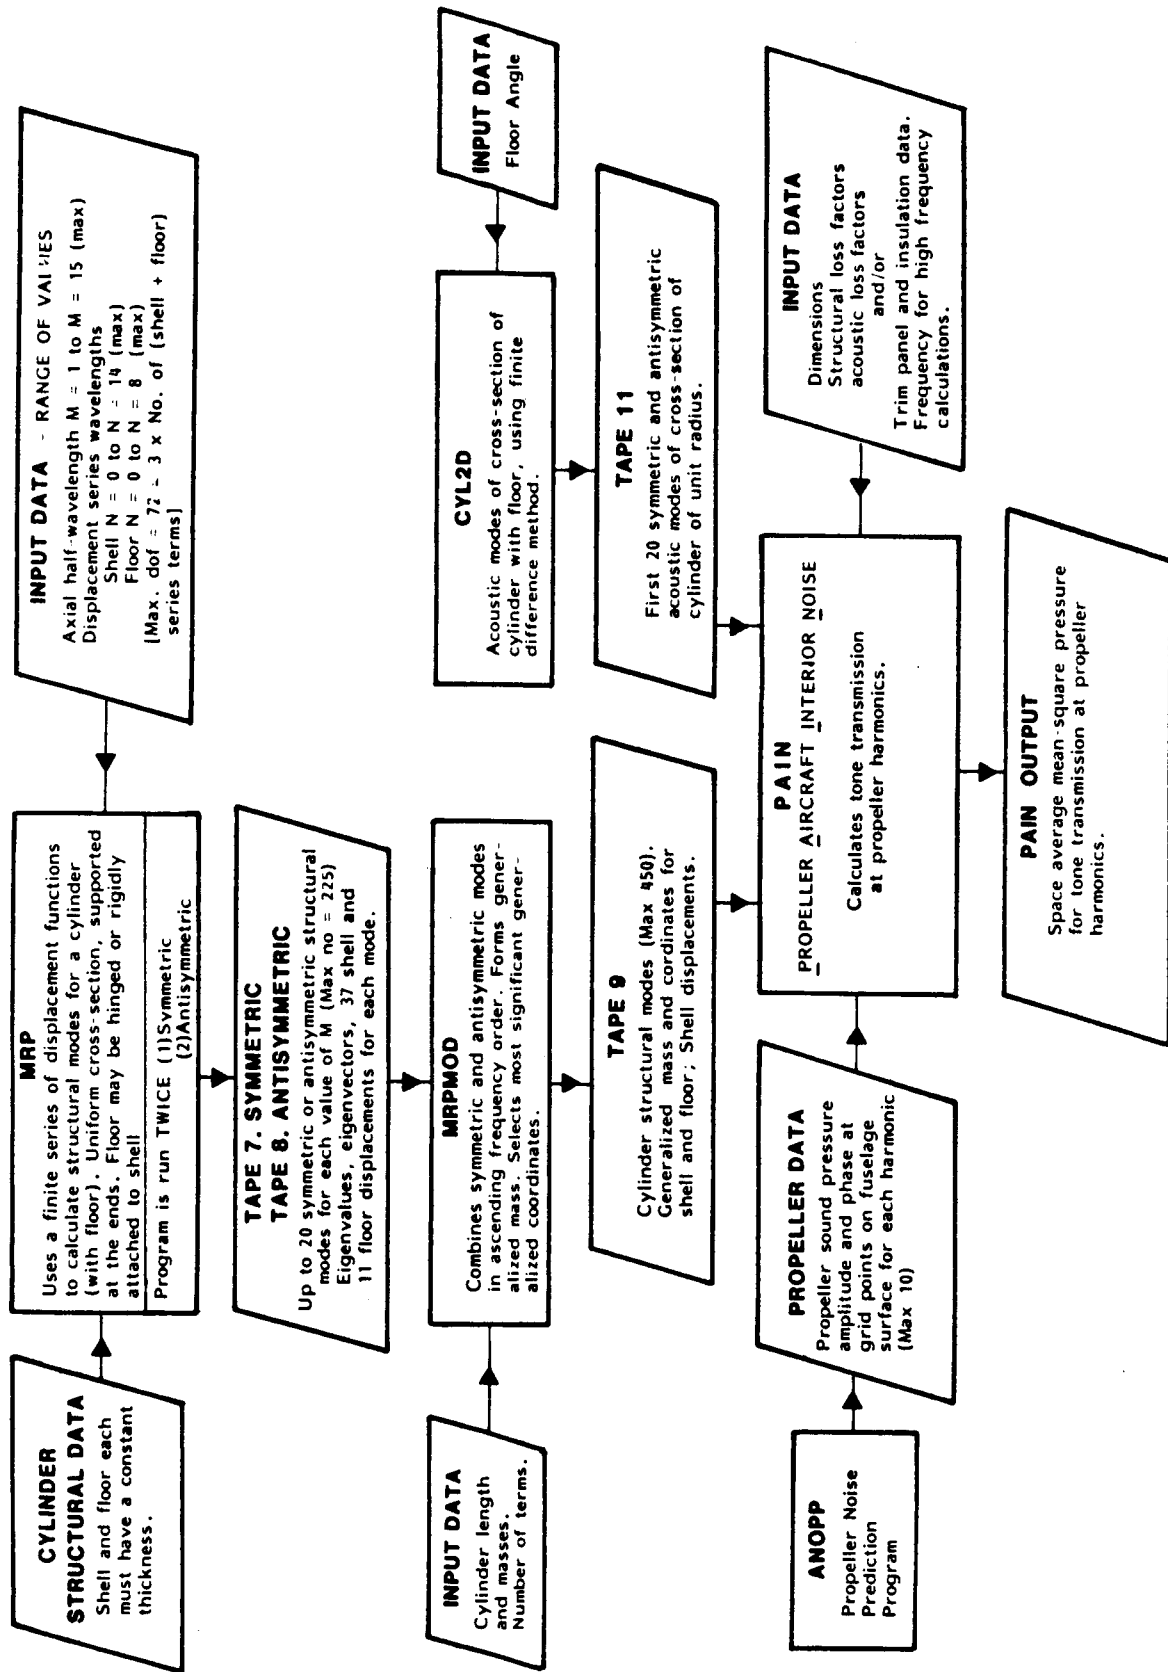 CYLINDER
STRUCTURAL DATA
Shell and floor each
must have a constant
thickness.
MRP
Uses a finite series of displacement functions
to calculate structural modes for a cylinder
(with floor). Uniform cross-section, supported
at the ends. Floor may be hinged or rigidly
attached to shell
Program is run TWICE (1)Symmetric
(2)Antisymmetric
INPUT DATA - RANGE OF VALUES
Axial half-wavelength M = 1 to M = 15 (max)
Displacement series wavelengths
Shell N = 0 to N = 14 (max)
Floor N = 0 to N = 8 (max)
[Max. dof = 72 = 3 x No. of (shell + floor)
series terms]
TAPE 7. SYMMETRIC
TAPE 8. ANTISYMMETRIC
Up to 20 symmetric or antisymmetric structural
modes for each value of M (Max no = 225)
Eigenvalues, eigenvectors, 37 shell and
11 floor displacements for each mode.
INPUT DATA
Cylinder length
and masses.
Number of terms.
MRPMOD
Combines symmetric and antisymmetric modes
in ascending frequency order. Forms gener-
alized mass. Selects most significant gener-
alized coordinates.
CYL2D
Acoustic modes of cross-section of
cylinder with floor, using finite
difference method.
INPUT DATA
Floor Angle
TAPE 9
Cylinder structural modes (Max 450).
Generalized mass and cordinates for
shell and floor; Shell displacements.
TAPE 11
First 20 symmetric and antisymmetric
acoustic modes of cross-section of
cylinder of unit radius.
ANOPP
Propeller Noise
Prediction
Program
PROPELLER DATA
Propeller sound pressure
amplitude and phase at
grid points on fuselage
surface for each harmonic
(Max 10)
PAIN
PROPELLER AIRCRAFT INTERIOR NOISE
Calculates tone transmission
at propeller harmonics.
INPUT DATA
Dimensions
Structural loss factors
acoustic loss factors
and/or
Trim panel and insulation data.
Frequency for high frequency
calculations.
PAIN OUTPUT
Space average mean-square pressure
for tone transmission at propeller
harmonics.